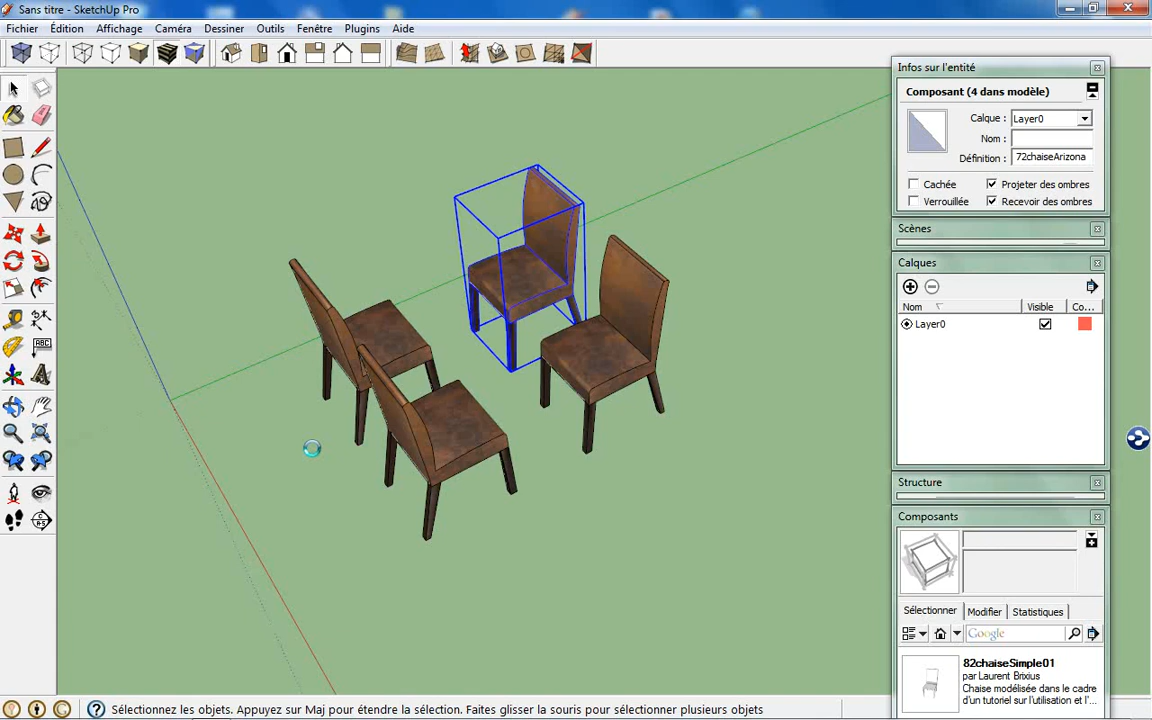 Sans titre - SketchUp Pro
Fichier Édition Affichage Caméra Dessiner Outils Fenêtre Plugins Aide
Infos sur l'entité
Composant (4 dans modèle)
Calque : Layer0
Nom :
Définition : 72chaiseArizona
Cachée Projeter des ombres
Verrouillée Recevoir des ombres
Scènes
Calques
Nom Visible Co...
Layer0
Structure
Composants
Sélectionner Modifier Statistiques
Google
82chaiseSimple01
par Laurent Brixius
Chaise modélisée dans le cadre
d'un tutoriel sur l'utilisation et l'...
ABC
A
Sélectionnez les objets. Appuyez sur Maj pour étendre la sélection. Faites glisser la souris pour sélectionner plusieurs objets